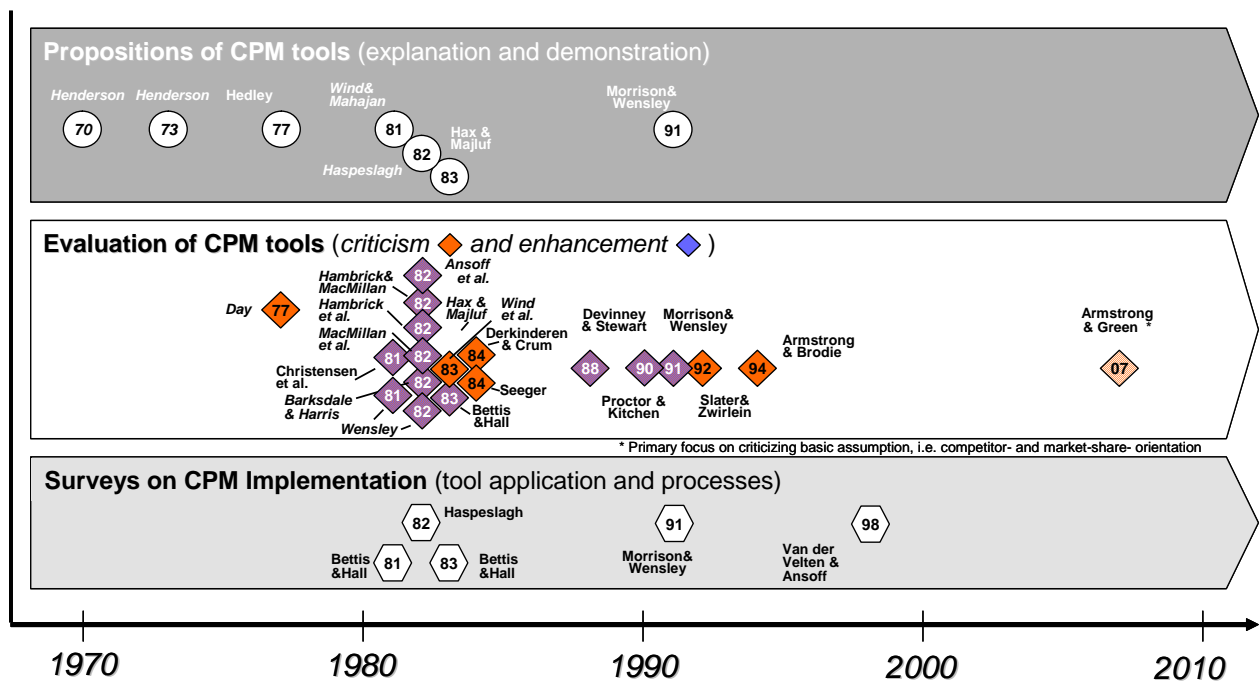 Propositions of CPM tools (explanation and demonstration)
Henderson
Henderson
Hedley
Wind&
Mahajan
Morrison&
Wensley
70
73
77
81
Hax &
Majluf
82
91
Haspeslagh
83
Evaluation of CPM tools (criticism and enhancement )
Ansoff
et al.
82
Hambrick&
MacMillan
82
Day
77
Hambrick
et al.
82
Hax &
Majluf
Wind
et al.
MacMillan
et al.
82
Derkinderen
& Crum
84
Christensen
et al.
81
83
84
Seeger
Barksdale
& Harris
82
81
83
Bettis
&Hall
Wensley
82
Devinney
& Stewart
88
Proctor &
Kitchen
90
Morrison&
Wensley
91
92
Slater&
Zwirlein
Armstrong
& Brodie
94
Armstrong
& Green *
07
* Primary focus on criticizing basic assumption, i.e. competitor- and market-share- orientation
Surveys on CPM Implementation (tool application and processes)
82
Haspeslagh
Bettis
&Hall
81
83
Bettis
&Hall
91
Morrison&
Wensley
98
Van der
Velten &
Ansoff
1970
1980
1990
2000
2010